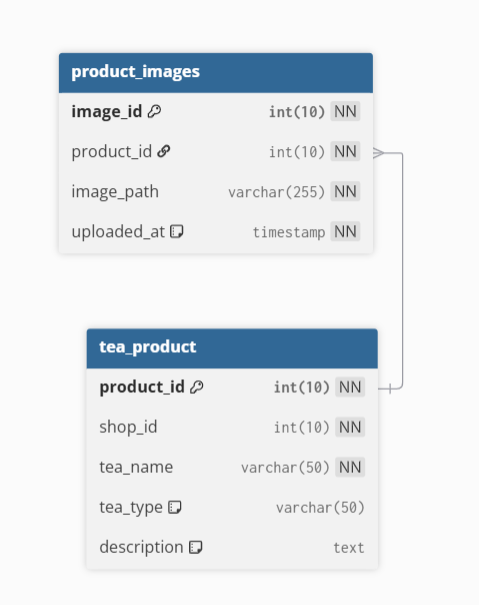 product_images
image_id int(10) NN
product_id int(10) NN
image_path varchar(255) NN
uploaded_at timestamp NN
tea_product
product_id int(10) NN
shop_id int(10) NN
tea_name varchar(50) NN
tea_type varchar(50)
description text